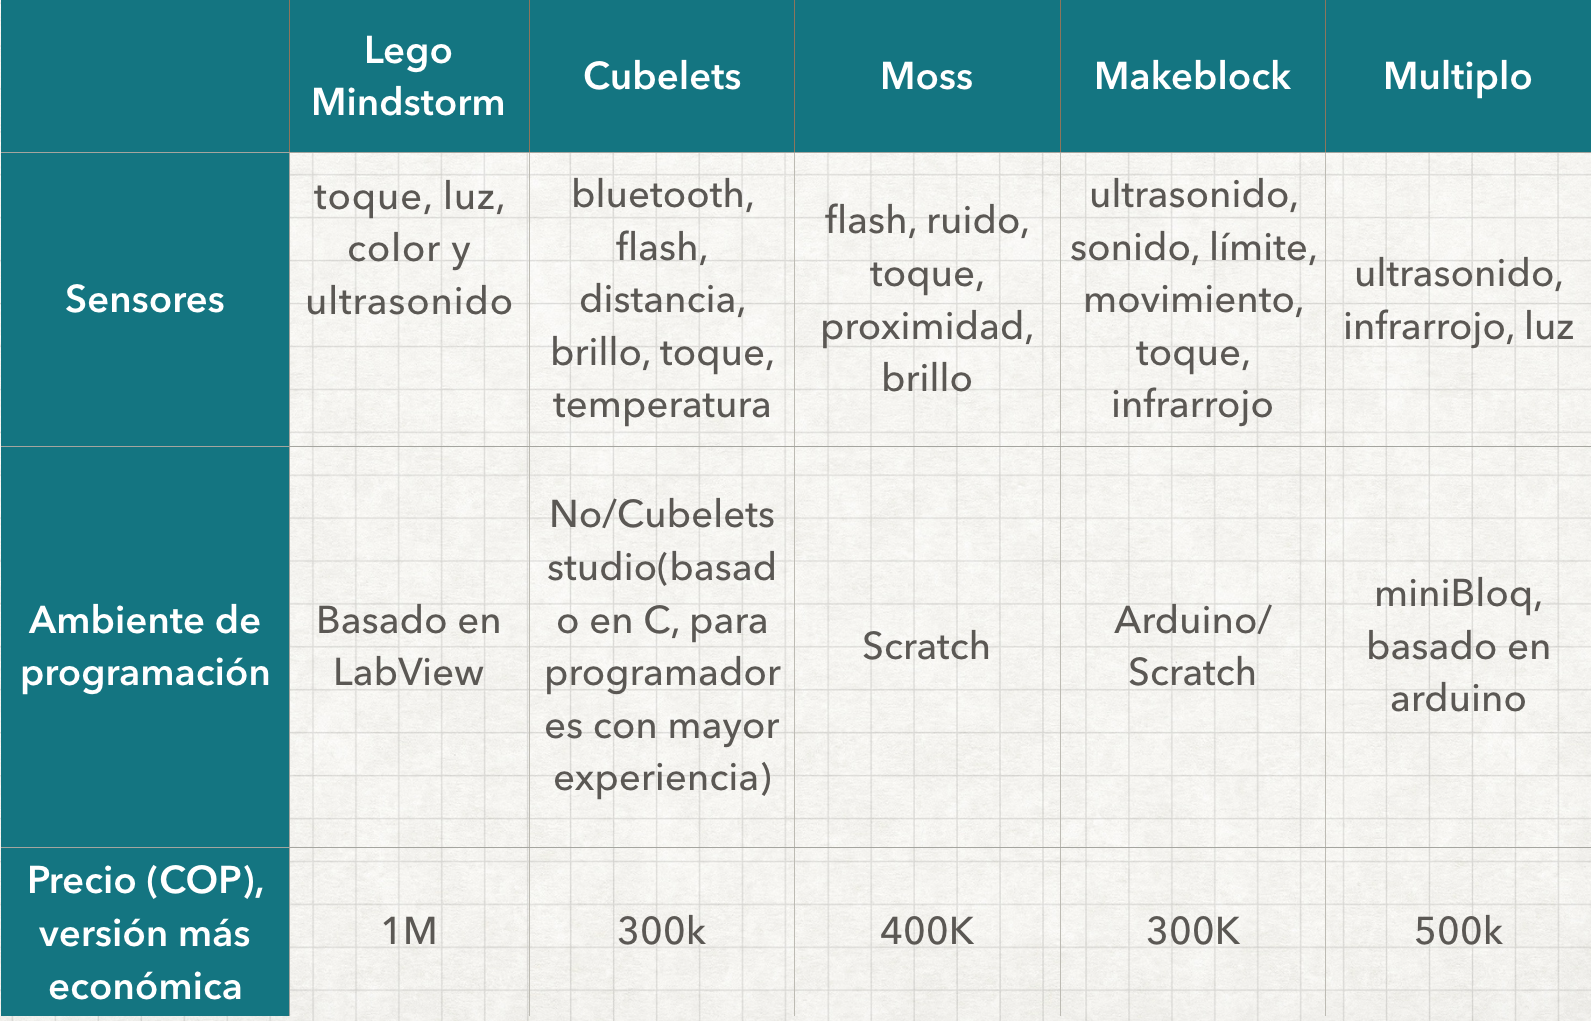 Lego
Mindstorm
Cubelets
Moss
Makeblock
Multiplo
Sensores
toque, luz,
color y
ultrasonido
bluetooth,
flash,
distancia,
brillo, toque,
temperatura
flash, ruido,
toque,
proximidad,
brillo
ultrasonido,
sonido, límite,
movimiento,
toque,
infrarrojo
ultrasonido,
infrarrojo, luz
Ambiente de
programación
Basado en
LabView
No/Cubelets
studio(basad
o en C, para
programador
es con mayor
experiencia)
Scratch
Arduino/
Scratch
miniBloq,
basado en
arduino
Precio (COP),
versión más
económica
1M
300k
400K
300K
500k